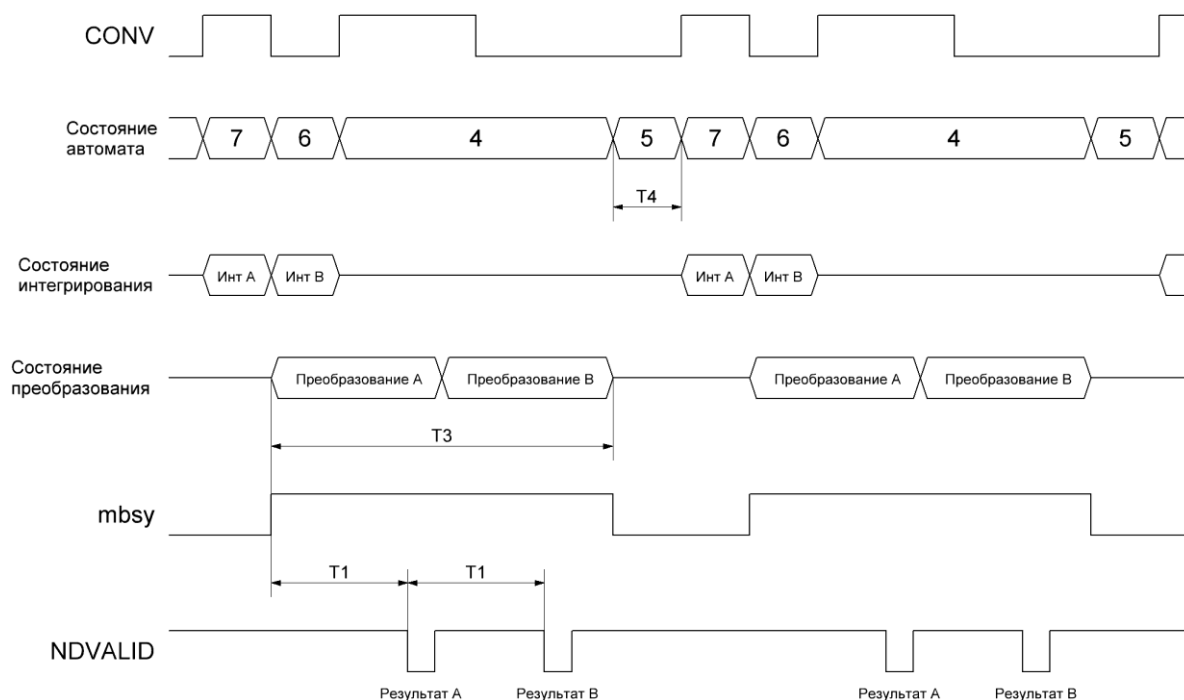 CONV
Состояние
автомата
7 6 4 5 7 6 4 5
T4
Состояние
интегрирования
Инт А Инт В Инт А Инт В
Состояние
преобразования
Преобразование А Преобразование В Преобразование А Преобразование В
T3
mbsy
T1 T1
NDVALID
Результат А Результат В Результат А Результат В